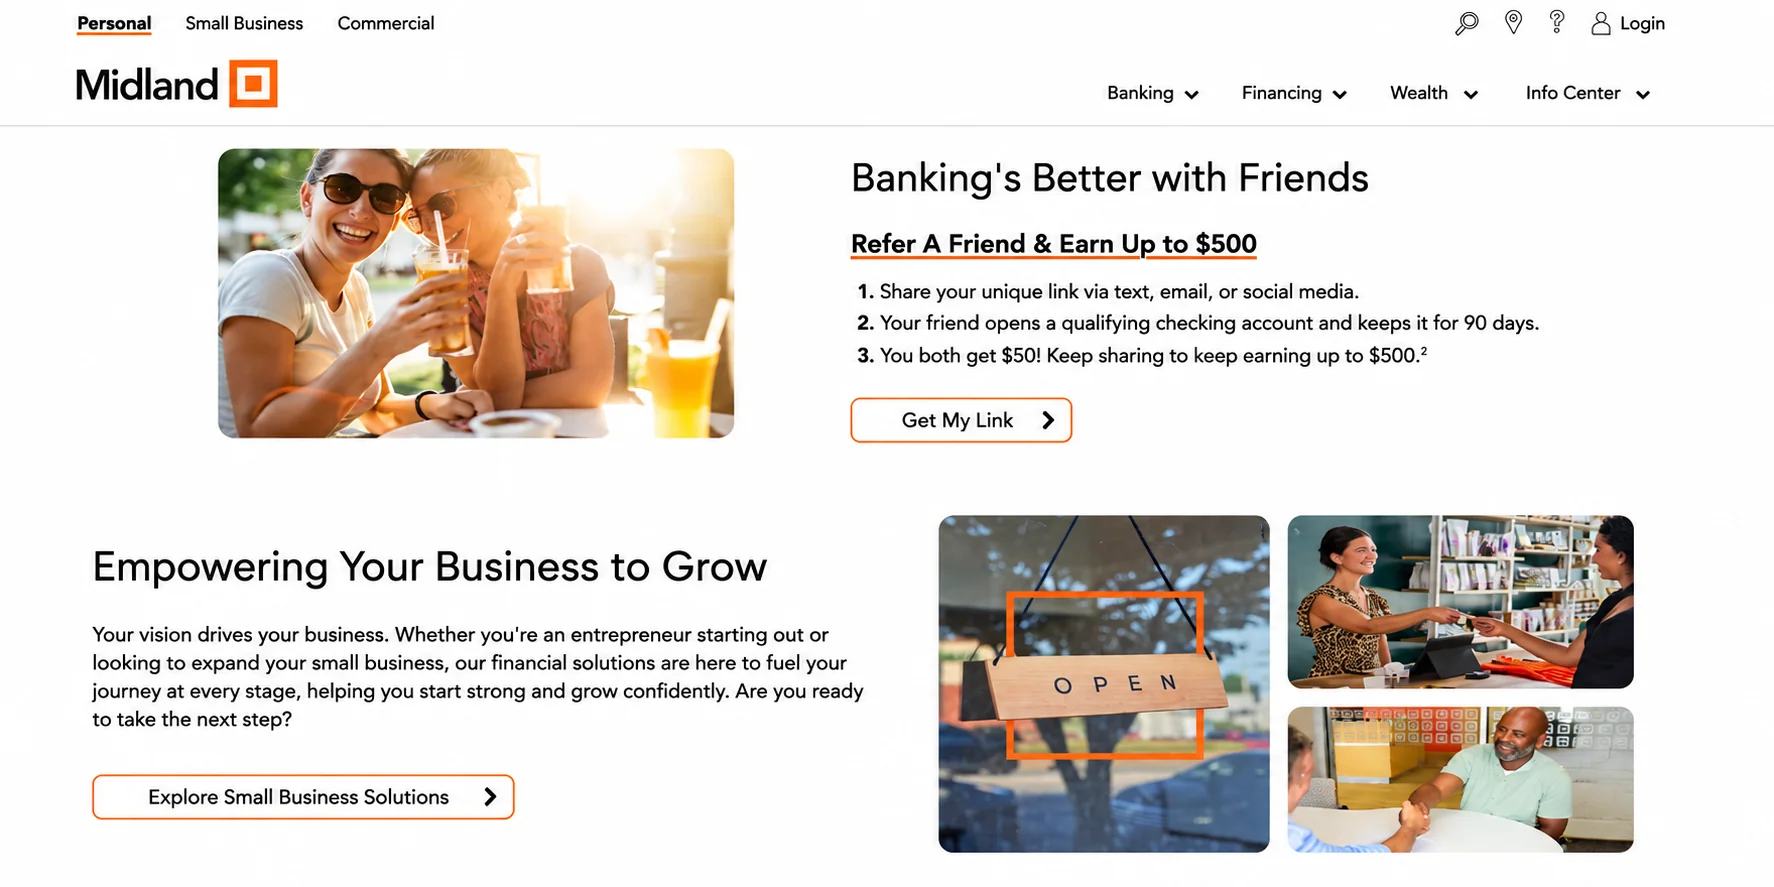 Personal
Small Business
Commercial
Login
Midland
Banking
Financing
Wealth
Info Center
Banking's Better with Friends
Refer A Friend & Earn Up to $500
1. Share your unique link via text, email, or social media.
2. Your friend opens a qualifying checking account and keeps it for 90 days.
3. You both get $50! Keep sharing to keep earning up to $500.²
Get My Link
Empowering Your Business to Grow
Your vision drives your business. Whether you're an entrepreneur starting out or
looking to expand your small business, our financial solutions are here to fuel your
journey at every stage, helping you start strong and grow confidently. Are you ready
to take the next step?
Explore Small Business Solutions
OPEN